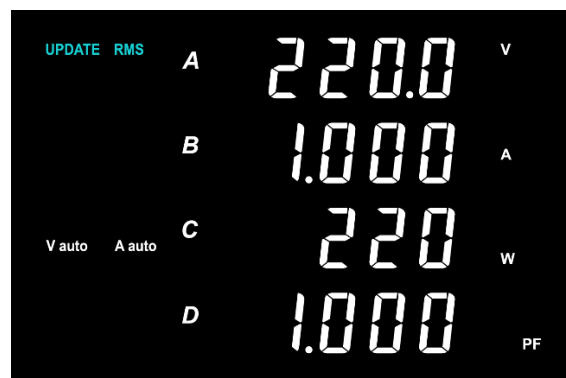 UPDATE RMS A 220.0 V
B 1.000 A
V auto A auto C 220 W
D 1.000 PF